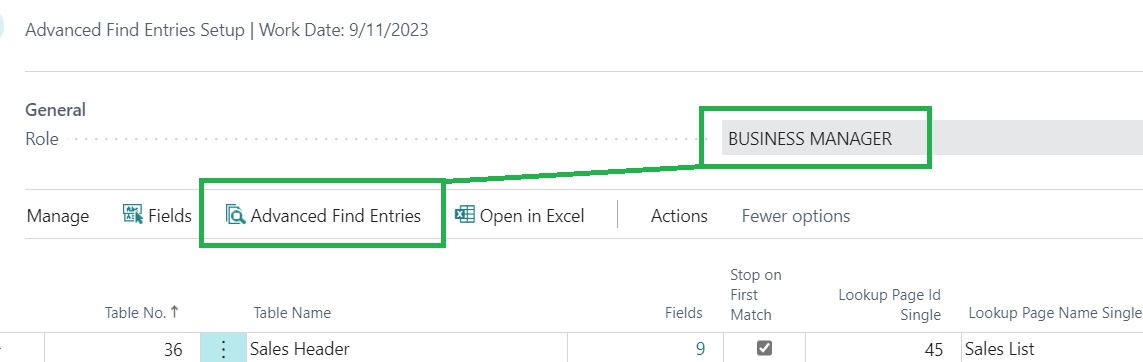 Advanced Find Entries Setup | Work Date: 9/11/2023
General
Role BUSINESS MANAGER
Manage Fields Advanced Find Entries Open in Excel Actions Fewer options
Table No. ↑ Table Name Fields Stop on First Match Lookup Page Id Single Lookup Page Name Single
36 Sales Header 9 45 Sales List